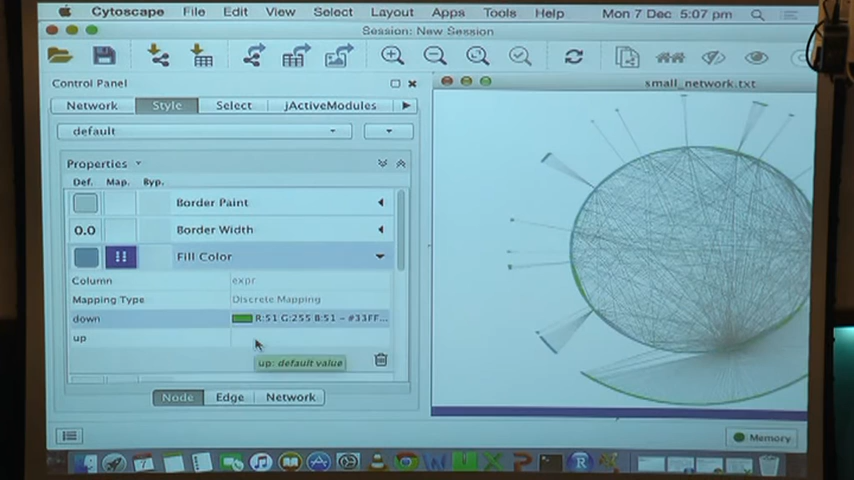 Cytoscape File Edit View Select Layout Apps Tools Help Mon 7 Dec 5:07 pm
Session: New Session
Control Panel
small_network.txt
Network Style Select jActiveModules
default
Properties
Def. Map. Byp.
Border Paint
0.0 Border Width
Fill Color
Column expr
Mapping Type Discrete Mapping
down R:51 G:255 B:51 - #33FF...
up
up: default value
Node Edge Network
Memory